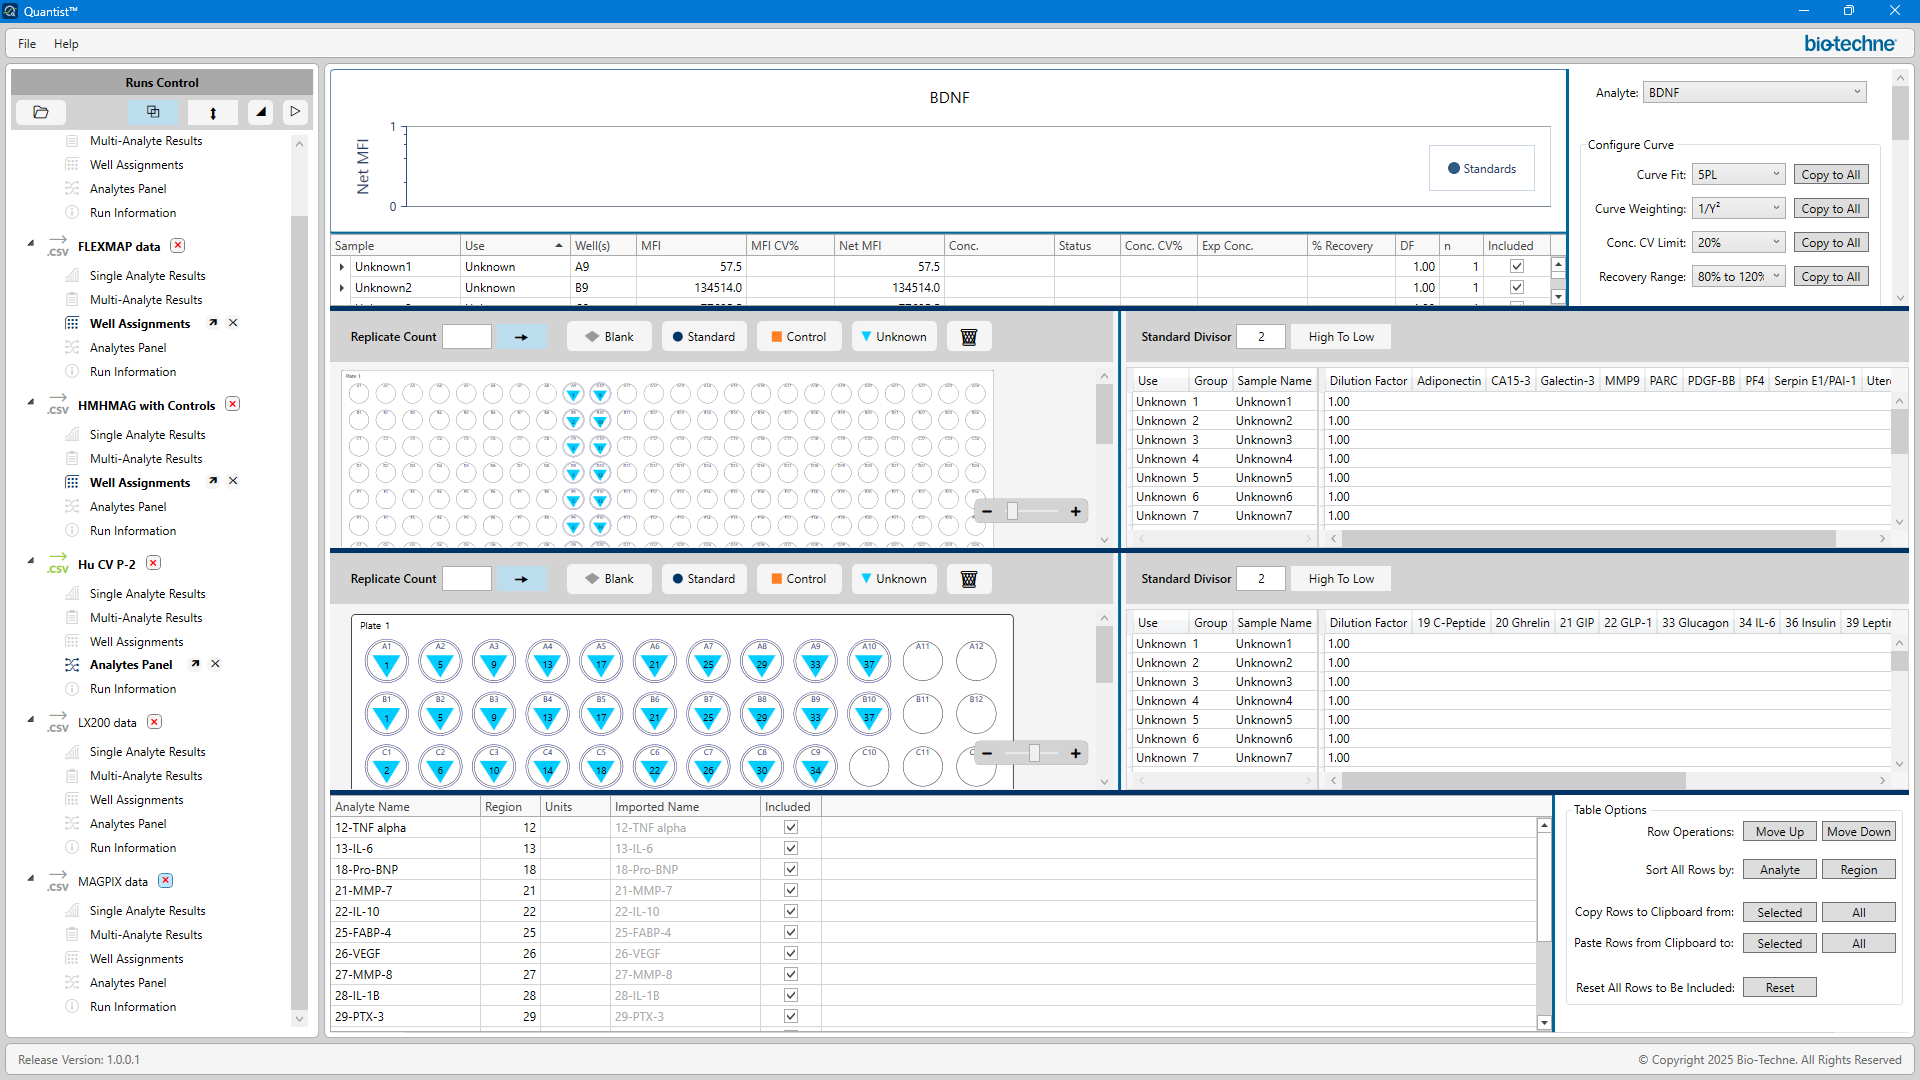 Quantist™
File Help
bio-techne
Runs Control
Multi-Analyte Results
Well Assignments
Analytes Panel
Run Information
.CSV FLEXMAP data
Single Analyte Results
Multi-Analyte Results
Well Assignments
Analytes Panel
Run Information
.CSV HMHMAG with Controls
Single Analyte Results
Multi-Analyte Results
Well Assignments
Analytes Panel
Run Information
.CSV Hu CV P-2
Single Analyte Results
Multi-Analyte Results
Well Assignments
Analytes Panel
Run Information
.CSV LX200 data
Single Analyte Results
Multi-Analyte Results
Well Assignments
Analytes Panel
Run Information
.CSV MAGPIX data
Single Analyte Results
Multi-Analyte Results
Well Assignments
Analytes Panel
Run Information
BDNF
Net MFI
1
0
Standards
Analyte: BDNF
Configure Curve
Curve Fit: 5PL Copy to All
Curve Weighting: 1/Y² Copy to All
Conc. CV Limit: 20% Copy to All
Recovery Range: 80% to 120% Copy to All
Sample Use Well(s) MFI MFI CV% Net MFI Conc. Status Conc. CV% Exp Conc. % Recovery DF n Included
Unknown1 Unknown A9 57.5 57.5 1.00 1
Unknown2 Unknown B9 134514.0 134514.0 1.00 1
Replicate Count Blank Standard Control Unknown
Plate 1
Standard Divisor 2 High To Low
Use Group Sample Name Dilution Factor Adiponectin CA15-3 Galectin-3 MMP9 PARC PDGF-BB PF4 Serpin E1/PAI-1 Uter
Unknown 1 Unknown1 1.00
Unknown 2 Unknown2 1.00
Unknown 3 Unknown3 1.00
Unknown 4 Unknown4 1.00
Unknown 5 Unknown5 1.00
Unknown 6 Unknown6 1.00
Unknown 7 Unknown7 1.00
Replicate Count Blank Standard Control Unknown
Plate 1
A1 A2 A3 A4 A5 A6 A7 A8 A9 A10 A11 A12
1 5 9 13 17 21 25 29 33 37
B1 B2 B3 B4 B5 B6 B7 B8 B9 B10 B11 B12
1 5 9 13 17 21 25 29 33 37
C1 C2 C3 C4 C5 C6 C7 C8 C9 C10 C11
2 6 10 14 18 22 26 30 34
Standard Divisor 2 High To Low
Use Group Sample Name Dilution Factor 19 C-Peptide 20 Ghrelin 21 GIP 22 GLP-1 33 Glucagon 34 IL-6 36 Insulin 39 Leptin
Unknown 1 Unknown1 1.00
Unknown 2 Unknown2 1.00
Unknown 3 Unknown3 1.00
Unknown 4 Unknown4 1.00
Unknown 5 Unknown5 1.00
Unknown 6 Unknown6 1.00
Unknown 7 Unknown7 1.00
Analyte Name Region Units Imported Name Included
12-TNF alpha 12 12-TNF alpha
13-IL-6 13 13-IL-6
18-Pro-BNP 18 18-Pro-BNP
21-MMP-7 21 21-MMP-7
22-IL-10 22 22-IL-10
25-FABP-4 25 25-FABP-4
26-VEGF 26 26-VEGF
27-MMP-8 27 27-MMP-8
28-IL-1B 28 28-IL-1B
29-PTX-3 29 29-PTX-3
Table Options
Row Operations: Move Up Move Down
Sort All Rows by: Analyte Region
Copy Rows to Clipboard from: Selected All
Paste Rows from Clipboard to: Selected All
Reset All Rows to Be Included: Reset
Release Version: 1.0.0.1
© Copyright 2025 Bio-Techne. All Rights Reserved